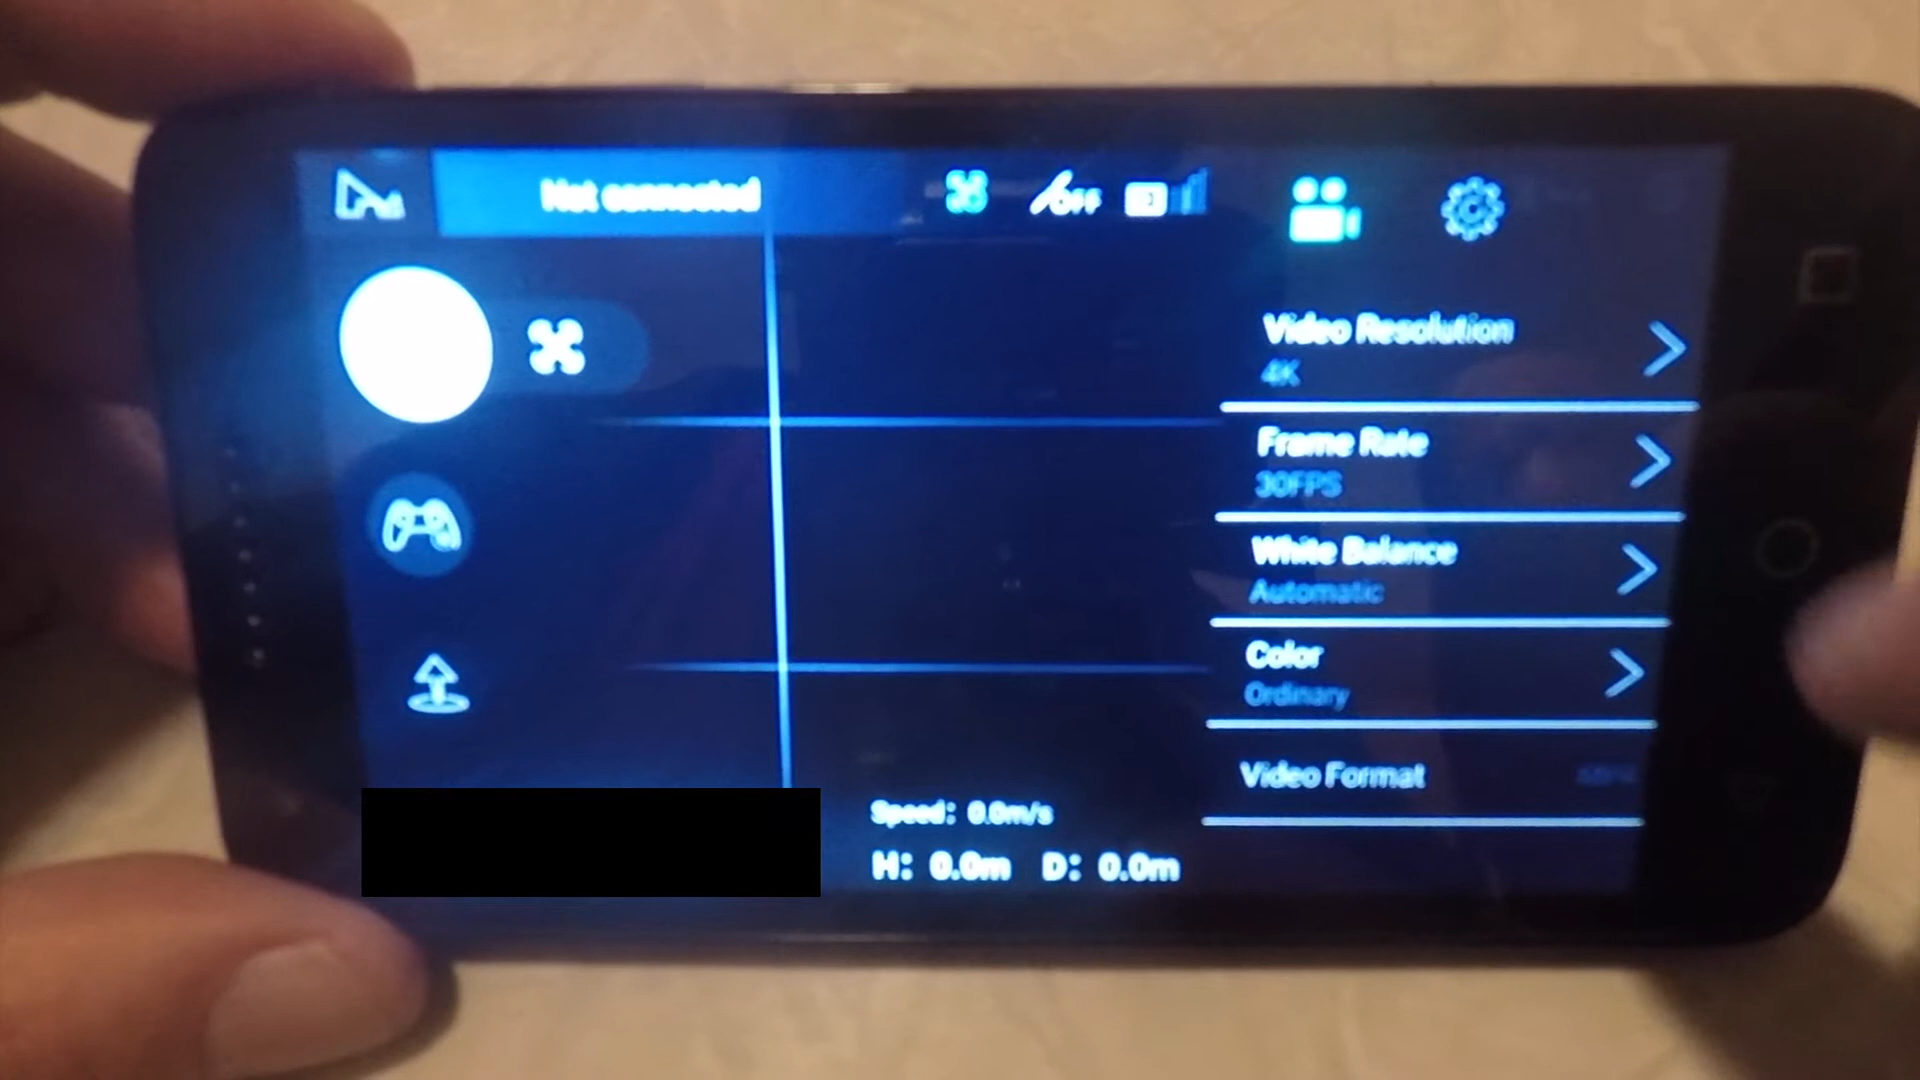 Not connected
OFF
Video Resolution
4K
Frame Rate
30FPS
White Balance
Automatic
Color
Ordinary
Video Format
Speed: 0.0m/s
H: 0.0m D: 0.0m